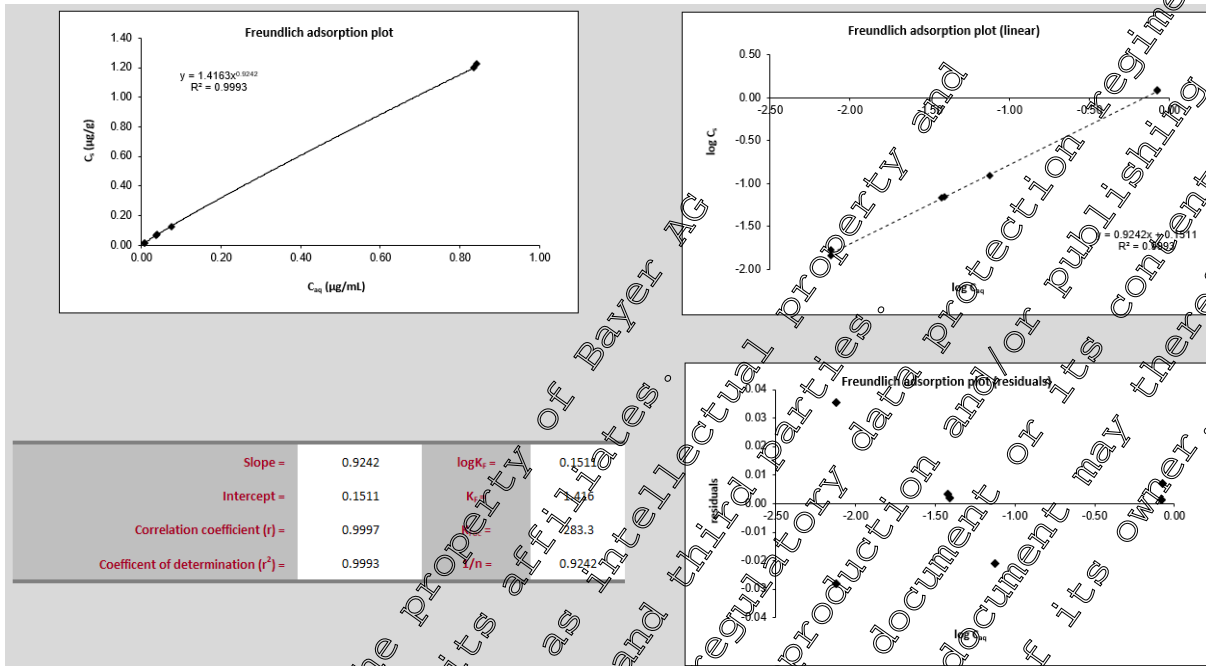 Freundlich adsorption plot
1.40
1.20
1.00
0.80
0.60
0.40
0.20
0.00
y = 1.4163x^0.9242
R² = 0.9993
Cs (µg/g)
0.00 0.20 0.40 0.60 0.80 1.00
Caq (µg/mL)
Freundlich adsorption plot (linear)
0.50
0.00
-0.50
-1.00
-1.50
-2.00
-2.50 -2.00 -1.50 -1.00 -0.50 0.00
log Cs
y = 0.9242x + 0.1511
R² = 0.9993
log Caq
Freundlich adsorption plot (residuals)
0.04
0.03
0.02
0.01
0.00
-0.01
-0.02
-0.03
-0.04
-2.50 -2.00 -1.50 -1.00 -0.50 0.00
residuals
log Caq
Slope = 0.9242 logKF = 0.1511
Intercept = 0.1511 KF = 1.416
Correlation coefficient (r) = 0.9997 283.3
Coefficent of determination (r²) = 0.9993 1/n = 0.9242
property of Bayer AG
its affiliates.
as intellectual property and
and third parties.
regulatory data protection regime
production and/or publishing
document or its content
document may
of its owner.